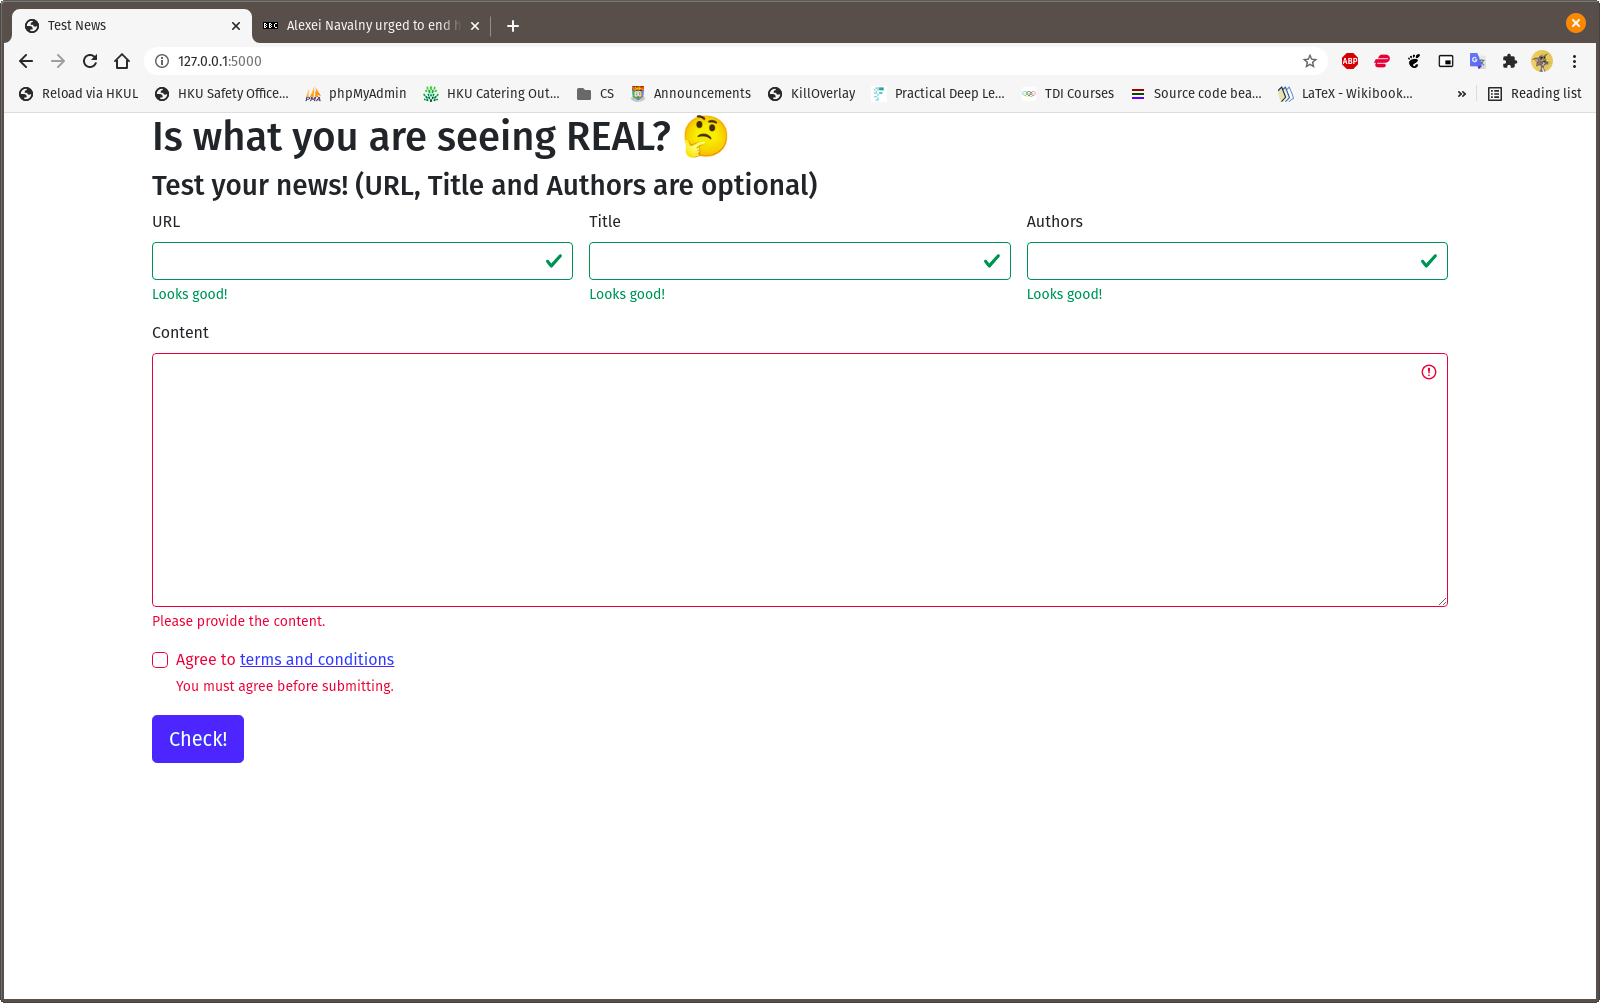 Test News
BBC Alexei Navalny urged to end h
127.0.0.1:5000
ABP
Reload via HKUL HKU Safety Office... PMA phpMyAdmin HKU Catering Out... CS Announcements KillOverlay Practical Deep Le... TDI Courses Source code bea... LaTeX - Wikibook... » Reading list
Is what you are seeing REAL? 🤔
Test your news! (URL, Title and Authors are optional)
URL Title Authors
Looks good! Looks good! Looks good!
Content
Please provide the content.
Agree to terms and conditions
You must agree before submitting.
Check!